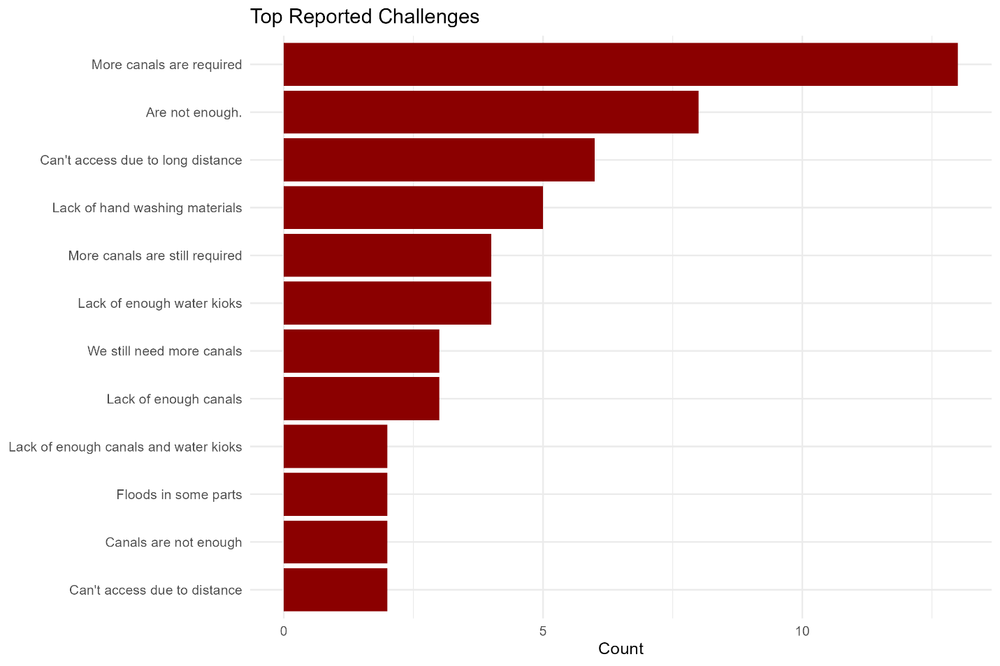 Top Reported Challenges
More canals are required
Are not enough.
Can't access due to long distance
Lack of hand washing materials
More canals are still required
Lack of enough water kioks
We still need more canals
Lack of enough canals
Lack of enough canals and water kioks
Floods in some parts
Canals are not enough
Can't access due to distance
0 5 10
Count